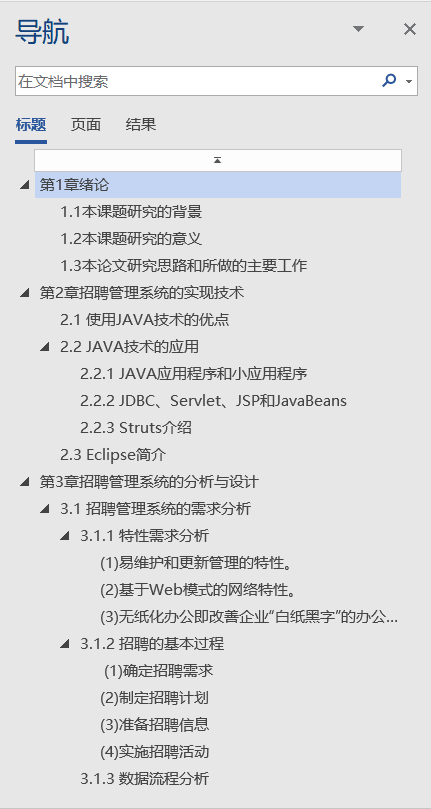 导航
在文档中搜索
标题 页面 结果
第1章绪论
1.1本课题研究的背景
1.2本课题研究的意义
1.3本论文研究思路和所做的主要工作
第2章招聘管理系统的实现技术
2.1 使用JAVA技术的优点
2.2 JAVA技术的应用
2.2.1 JAVA应用程序和小应用程序
2.2.2 JDBC、Servlet、JSP和JavaBeans
2.2.3 Struts介绍
2.3 Eclipse简介
第3章招聘管理系统的分析与设计
3.1 招聘管理系统的需求分析
3.1.1 特性需求分析
(1)易维护和更新管理的特性。
(2)基于Web模式的网络特性。
(3)无纸化办公即改善企业“白纸黑字”的办公...
3.1.2 招聘的基本过程
(1)确定招聘需求
(2)制定招聘计划
(3)准备招聘信息
(4)实施招聘活动
3.1.3 数据流程分析